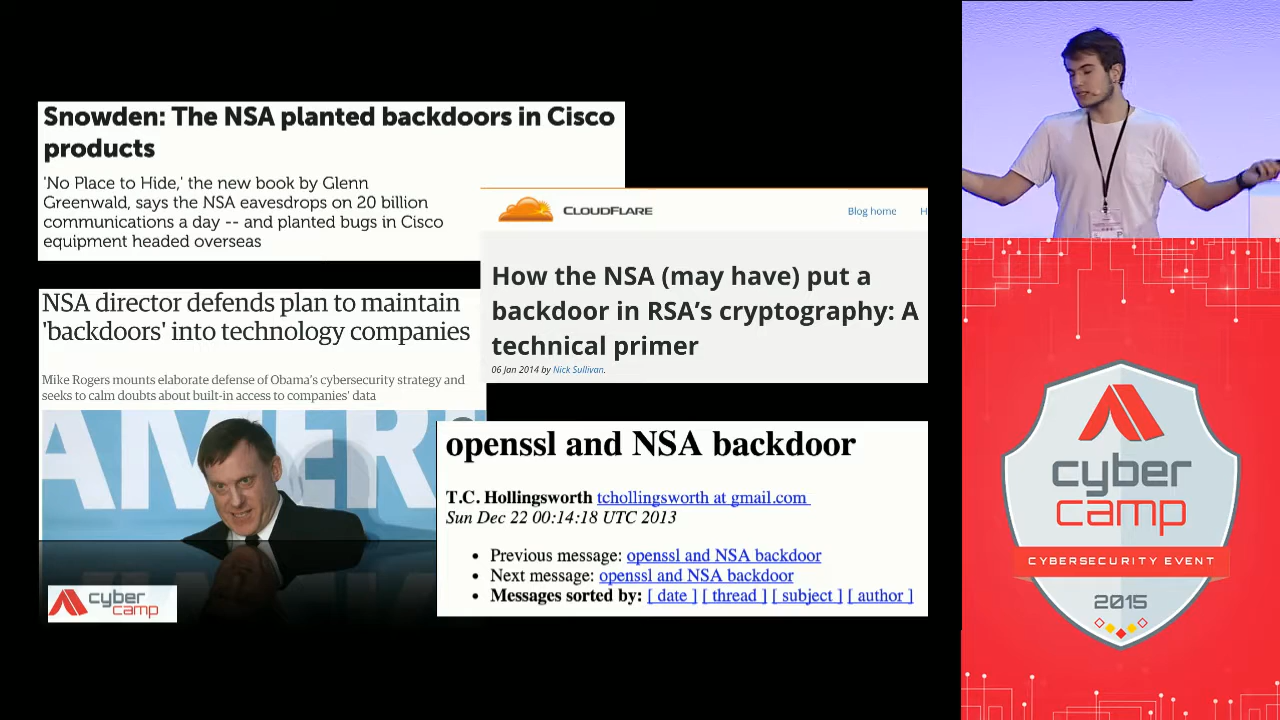 Snowden: The NSA planted backdoors in Cisco
products
'No Place to Hide,' the new book by Glenn
Greenwald, says the NSA eavesdrops on 20 billion
communications a day -- and planted bugs in Cisco
equipment headed overseas
CLOUDFLARE
Blog home
H
How the NSA (may have) put a
backdoor in RSA's cryptography: A
technical primer
06 Jan 2014 by Nick Sullivan.
NSA director defends plan to maintain
'backdoors' into technology companies
Mike Rogers mounts elaborate defense of Obama's cybersecurity strategy and
seeks to calm doubts about built-in access to companies' data
AMER
openssl and NSA backdoor
T.C. Hollingsworth tchollingsworth at gmail.com
Sun Dec 22 00:14:18 UTC 2013
• Previous message: openssl and NSA backdoor
• Next message: openssl and NSA backdoor
• Messages sorted by: [ date ] [ thread ] [ subject ] [ author ]
cyber
camp
cyber
camp
CYBERSECURITY EVENT
2015